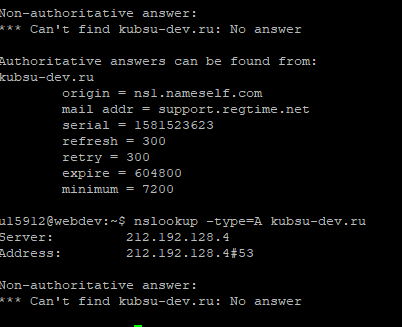 Non-authoritative answer:
*** Can't find kubsu-dev.ru: No answer
Authoritative answers can be found from:
kubsu-dev.ru
origin = ns1.nameself.com
mail addr = support.regtime.net
serial = 1581523623
refresh = 300
retry = 300
expire = 604800
minimum = 7200
u15912@webdev:~$ nslookup -type=A kubsu-dev.ru
Server: 212.192.128.4
Address: 212.192.128.4#53
Non-authoritative answer:
*** Can't find kubsu-dev.ru: No answer